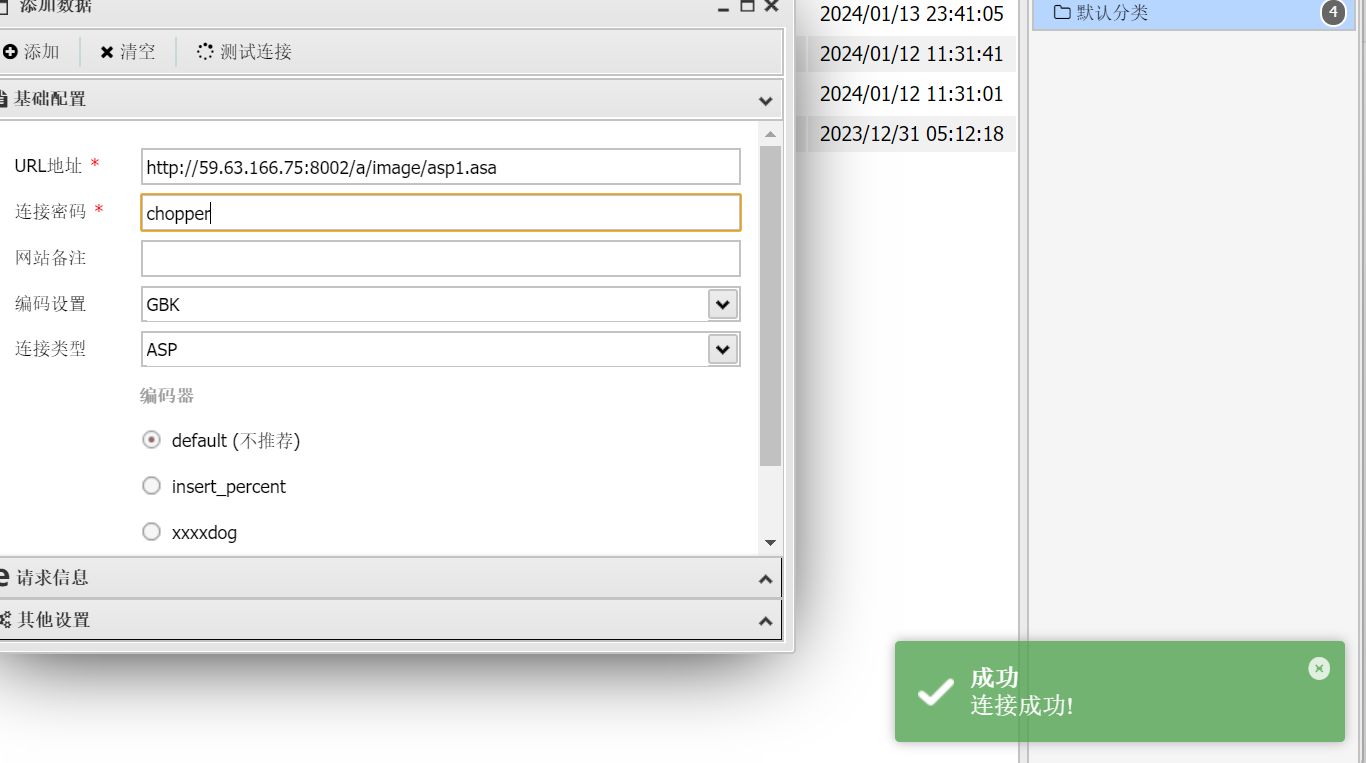 添加数据
添加 清空 测试连接
基础配置
URL地址 * http://59.63.166.75:8002/a/image/asp1.asa
连接密码 * chopper
网站备注
编码设置 GBK
连接类型 ASP
编码器
default (不推荐)
insert_percent
xxxxdog
请求信息
其他设置
2024/01/13 23:41:05
2024/01/12 11:31:41
2024/01/12 11:31:01
2023/12/31 05:12:18
默认分类 4
成功
连接成功!